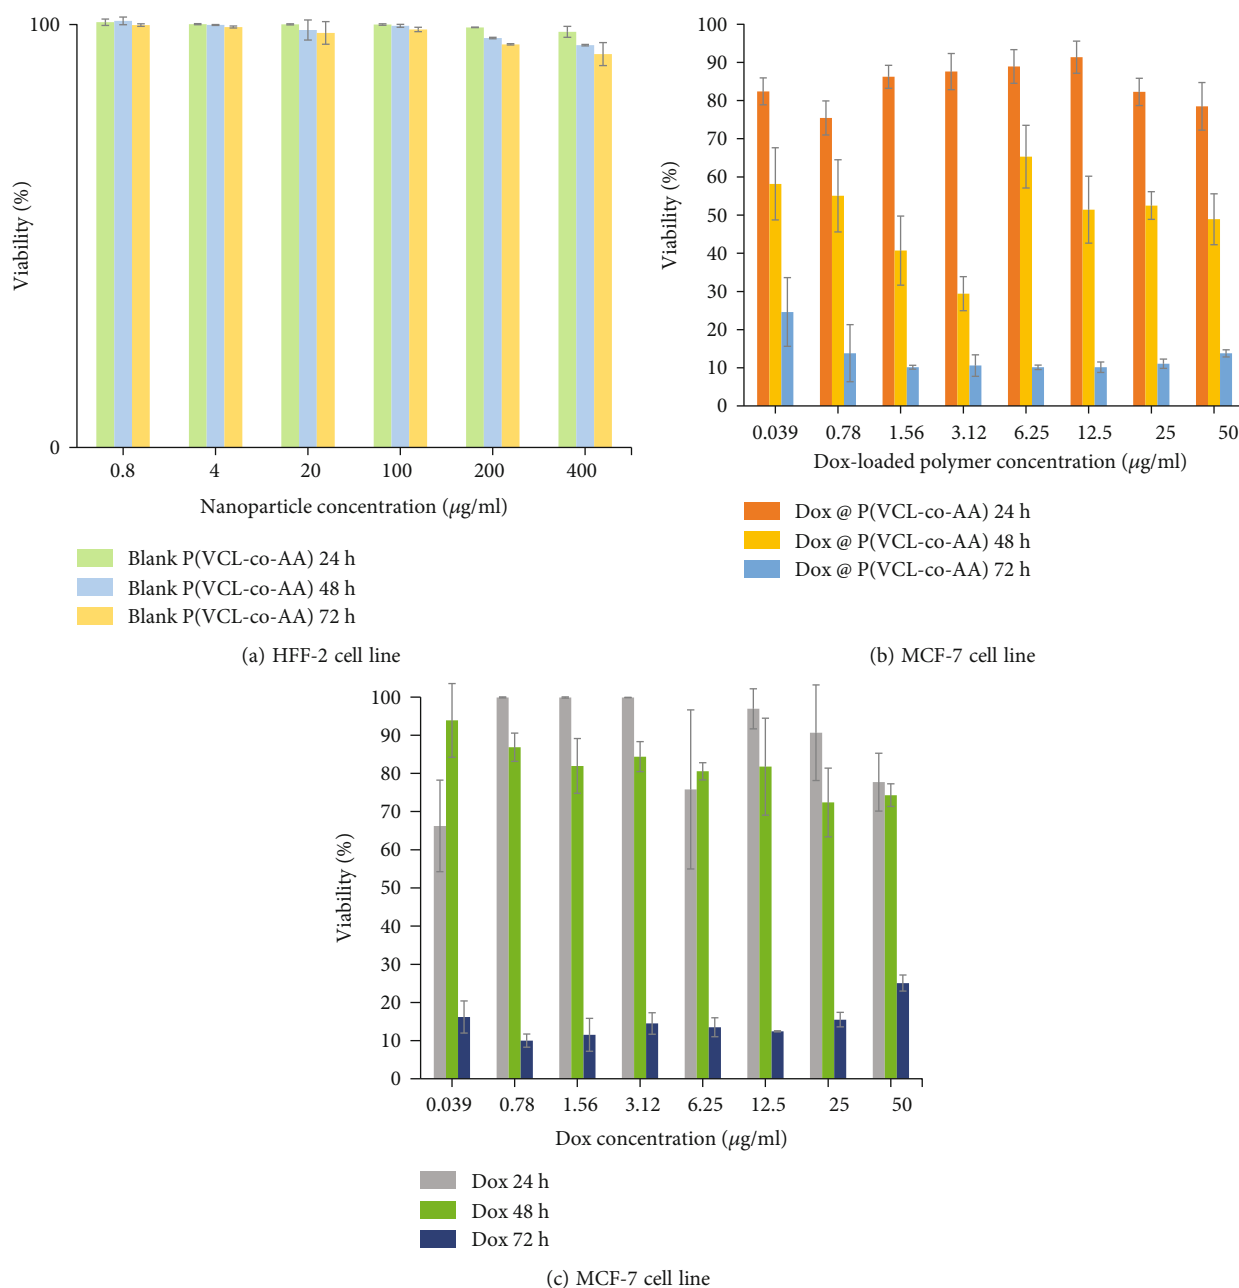 100
0
Viability (%)
0.8 4 20 100 200 400
Nanoparticle concentration (μg/ml)
Blank P(VCL-co-AA) 24 h
Blank P(VCL-co-AA) 48 h
Blank P(VCL-co-AA) 72 h
(a) HFF-2 cell line
100
90
80
70
60
50
40
30
20
10
0
Viability (%)
0.039 0.78 1.56 3.12 6.25 12.5 25 50
Dox-loaded polymer concentration (μg/ml)
Dox @ P(VCL-co-AA) 24 h
Dox @ P(VCL-co-AA) 48 h
Dox @ P(VCL-co-AA) 72 h
(b) MCF-7 cell line
100
90
80
70
60
50
40
30
20
10
0
Viability (%)
0.039 0.78 1.56 3.12 6.25 12.5 25 50
Dox concentration (μg/ml)
Dox 24 h
Dox 48 h
Dox 72 h
(c) MCF-7 cell line